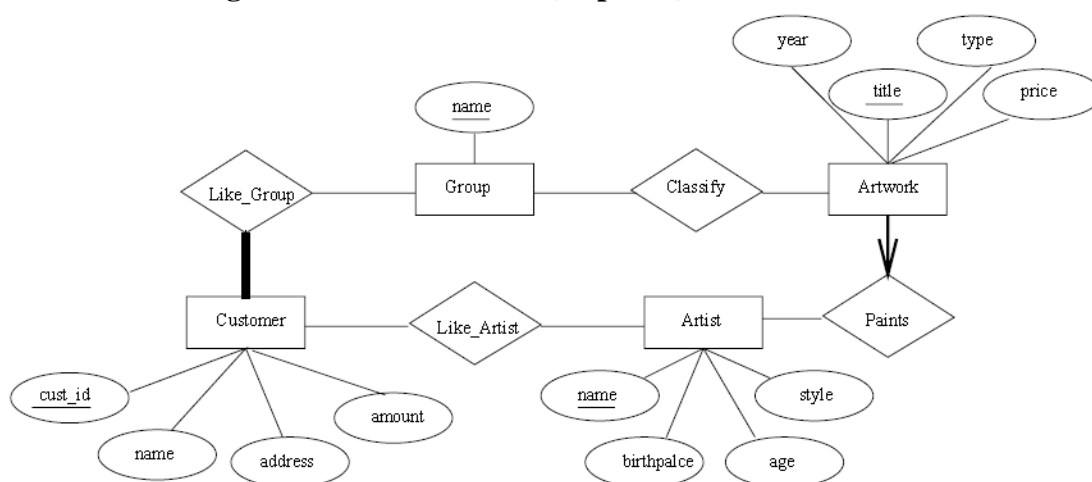 year
type
name
title
price
Like_Group
Group
Classify
Artwork
Customer
Like_Artist
Artist
Paints
cust_id
amount
name
style
name
address
birthpalce
age